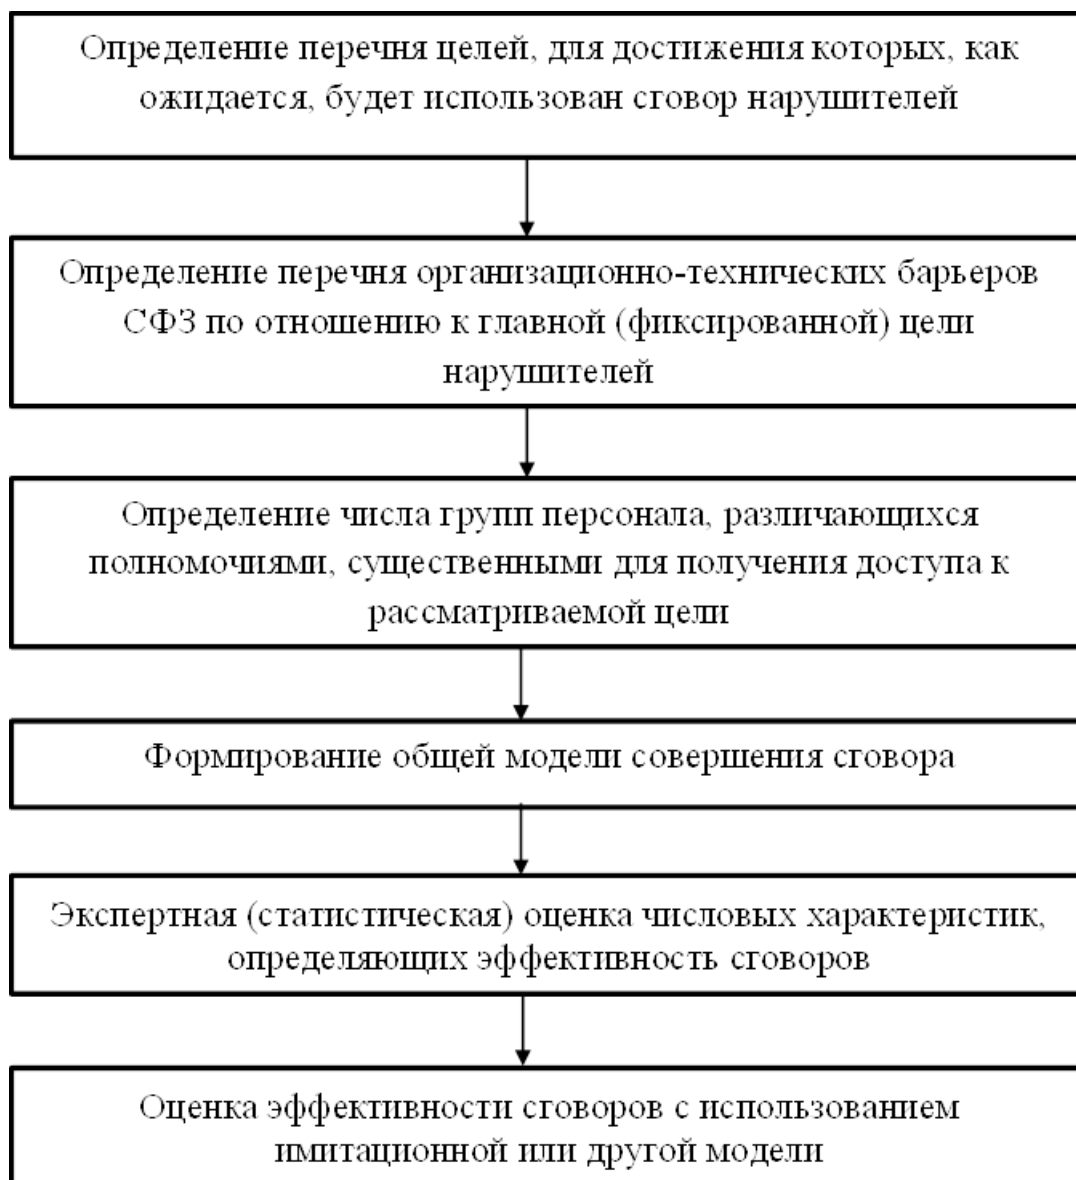 Определение перечня целей, для достижения которых, как
ожидается, будет использован сговор нарушителей
Определение перечня организационно-технических барьеров
СФЗ по отношению к главной (фиксированной) цели
нарушителей
Определение числа групп персонала, различающихся
полномочиями, существенными для получения доступа к
рассматриваемой цели
Формирование общей модели совершения сговора
Экспертная (статистическая) оценка числовых характеристик,
определяющих эффективность сговоров
Оценка эффективности сговоров с использованием
имитационной или другой модели